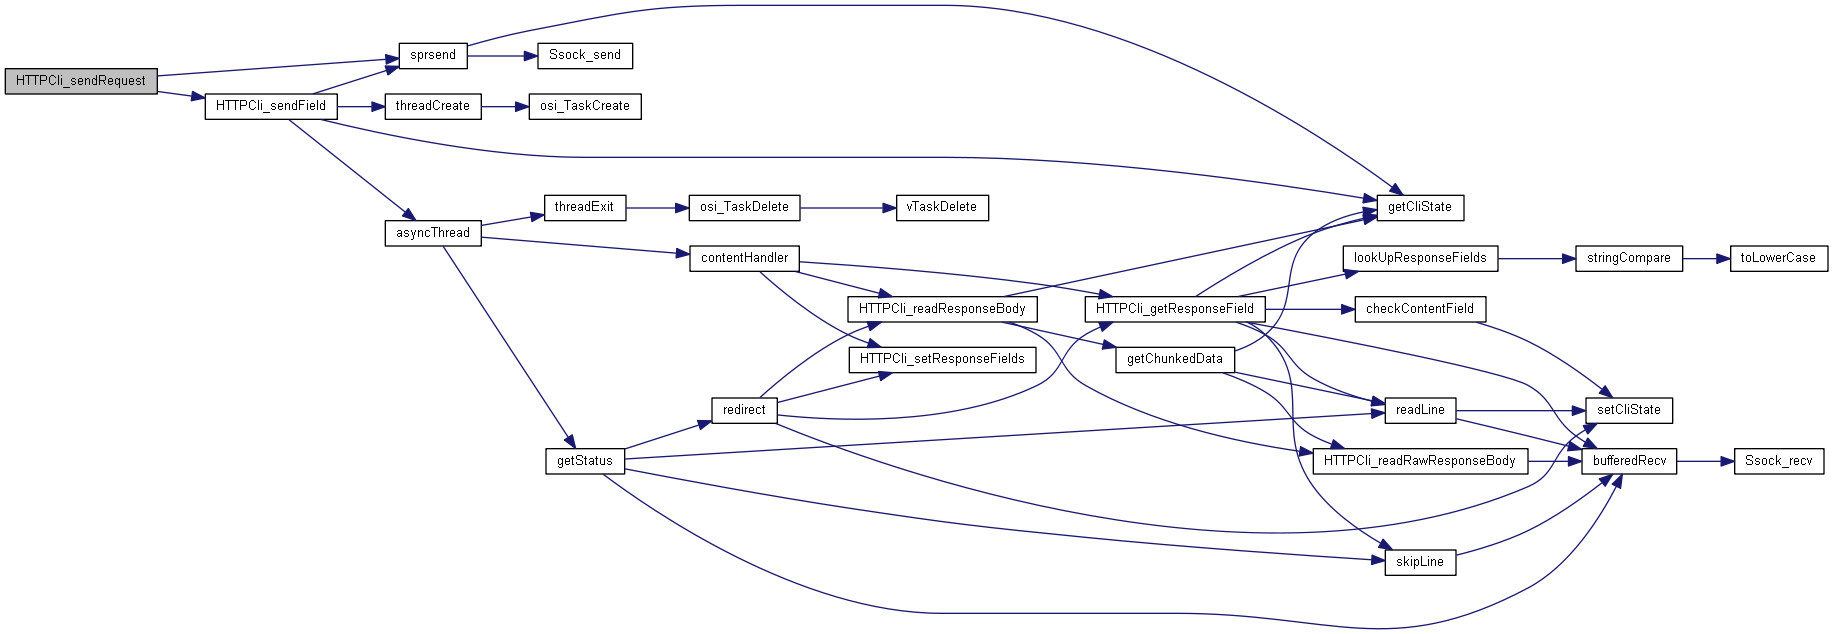 HTTPCli_sendRequest
sprsend
Ssock_send
HTTPCli_sendField
threadCreate
osi_TaskCreate
asyncThread
threadExit
osi_TaskDelete
vTaskDelete
getCliState
contentHandler
lookUpResponseFields
stringCompare
toLowerCase
HTTPCli_readResponseBody
HTTPCli_getResponseField
checkContentField
HTTPCli_setResponseFields
getChunkedData
redirect
readLine
setCliState
getStatus
HTTPCli_readRawResponseBody
bufferedRecv
Ssock_recv
skipLine